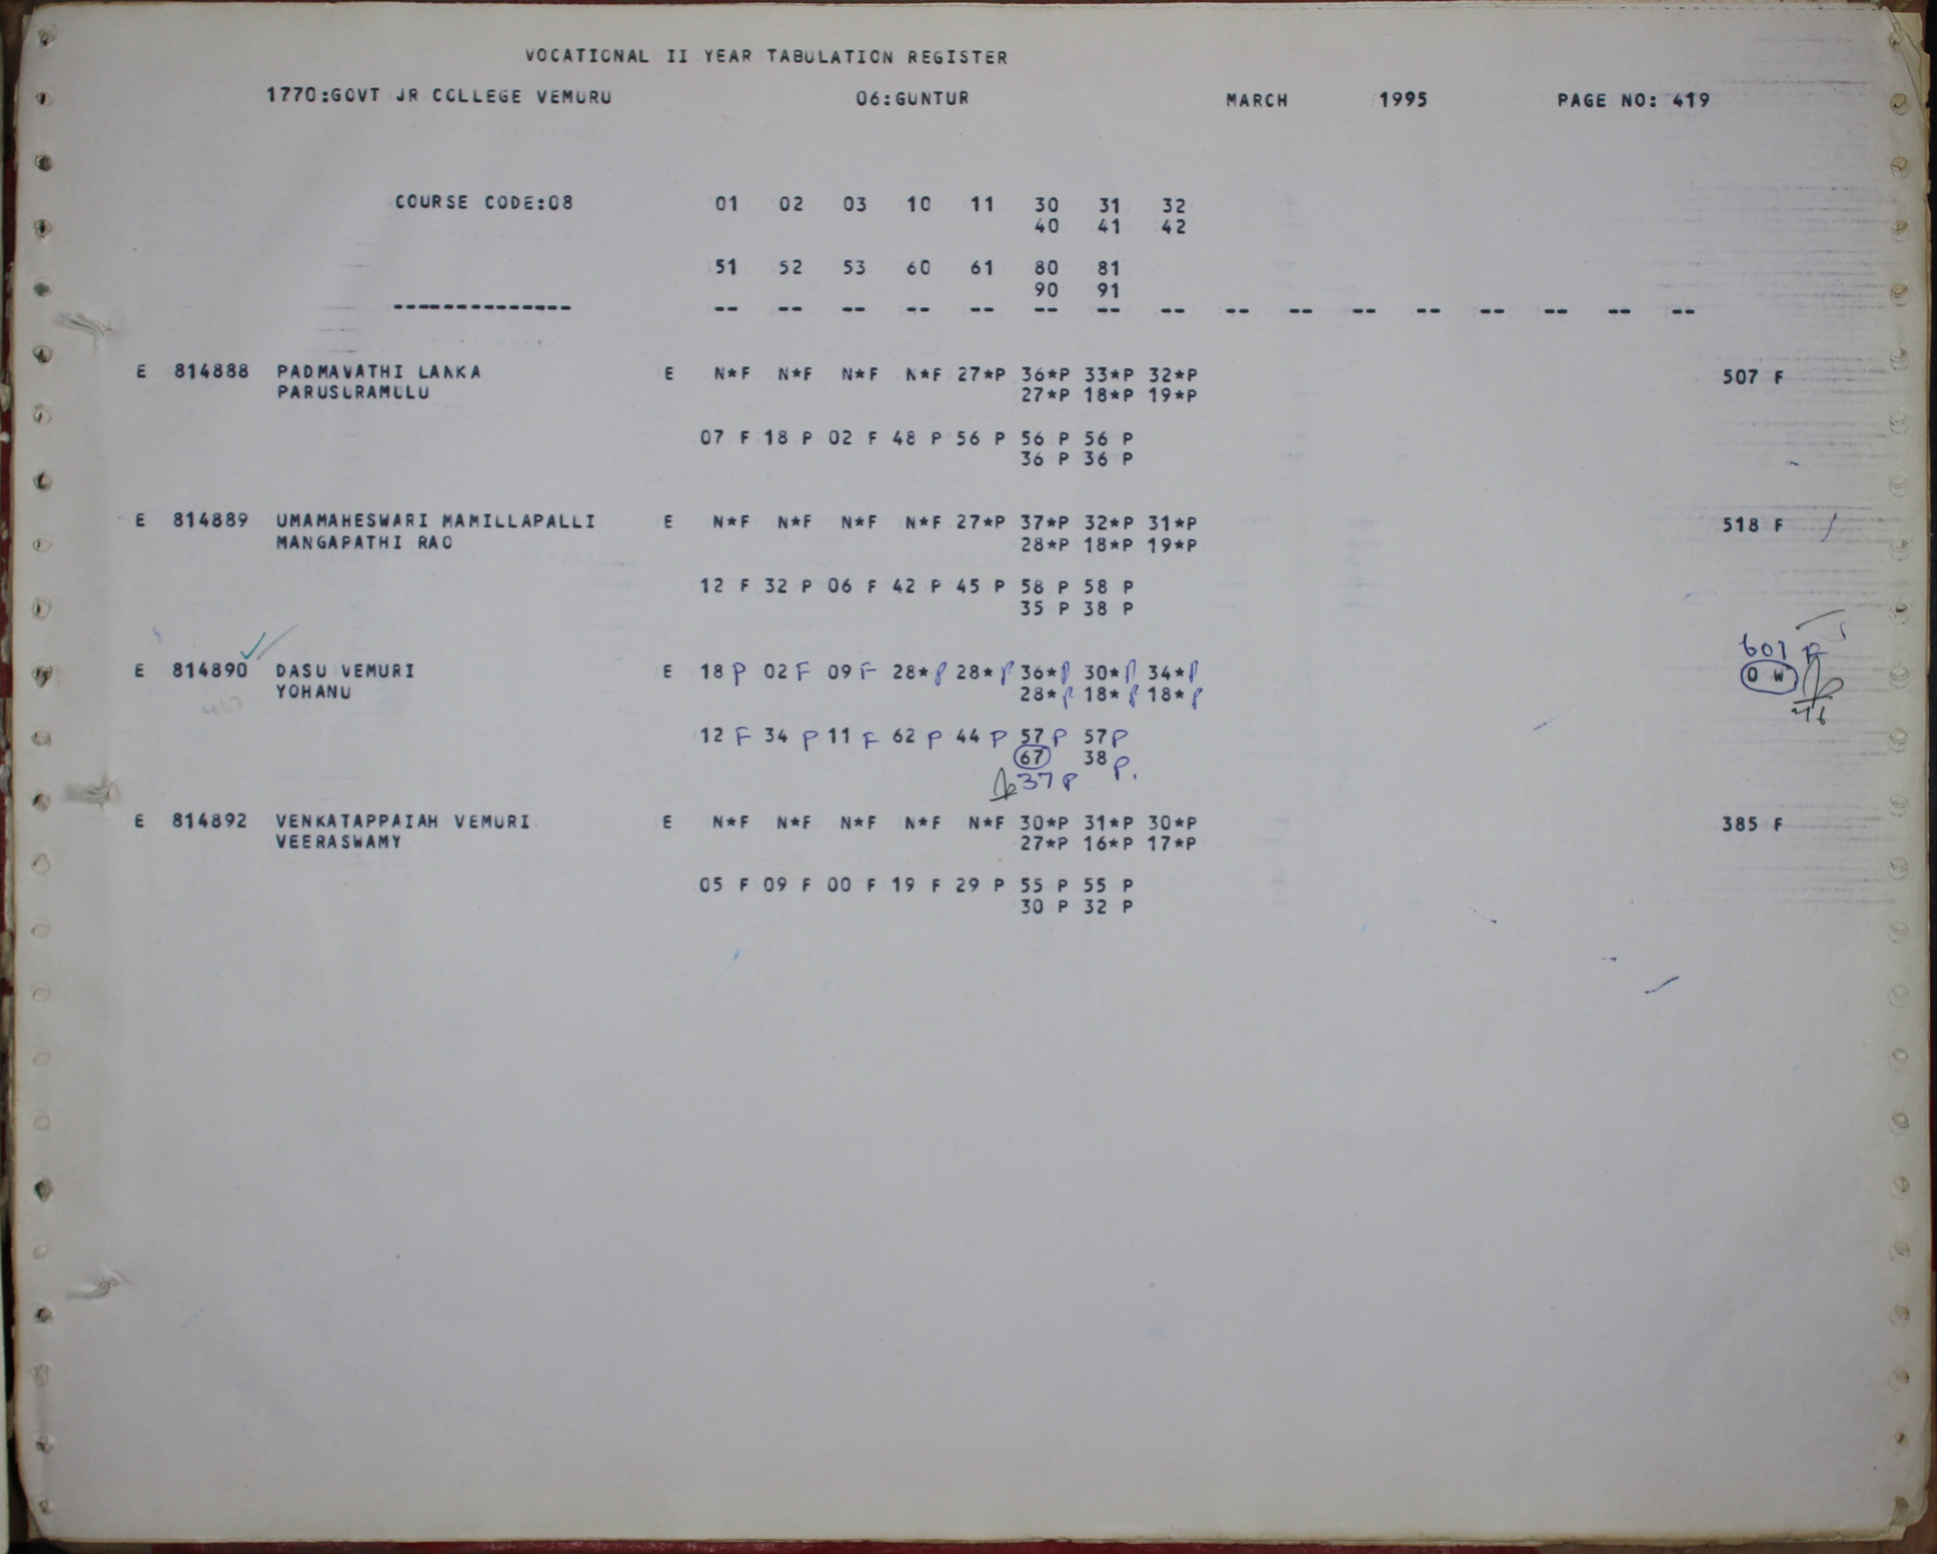 VOCATIONAL II YEAR TABULATION REGISTER
1770:GOVT JR COLLEGE VEMURU 06:GUNTUR MARCH 1995 PAGE NO: 419
COURSE CODE:08 01 02 03 10 11 30 31 32
40 41 42
51 52 53 60 61 80 81
90 91
-------------- -- -- -- -- -- -- -- -- -- -- -- -- -- -- -- --
E 814888 PADMAVATHI LANKA E N*F N*F N*F N*F 27*P 36*P 33*P 32*P 507 F
PARUSURAMULU 27*P 18*P 19*P
07 F 18 P 02 F 48 P 56 P 56 P 56 P
36 P 36 P
E 814889 UMAMAHESWARI MAMILLAPALLI E N*F N*F N*F N*F 27*P 37*P 32*P 31*P 518 F
MANGAPATHI RAO 28*P 18*P 19*P
12 F 32 P 06 F 42 P 45 P 58 P 58 P
35 P 38 P
601 F
E 814890 DASU VEMURI E 18 P 02 F 09 F 28*P 28*P 36*P 30*P 34*P 0 W
YOHANU 28*P 18*P 18*P
12 F 34 P 11 F 62 P 44 P 57 P 57 P
67 38 P.
37 P
E 814892 VENKATAPPAIAH VEMURI E N*F N*F N*F N*F N*F 30*P 31*P 30*P 385 F
VEERASWAMY 27*P 16*P 17*P
05 F 09 F 00 F 19 F 29 P 55 P 55 P
30 P 32 P